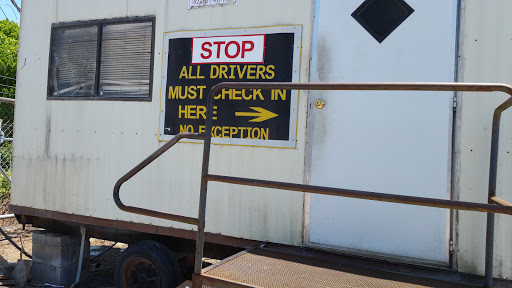 STOP
ALL DRIVERS
MUST CHECK IN
HERE
NO EXCEPTION